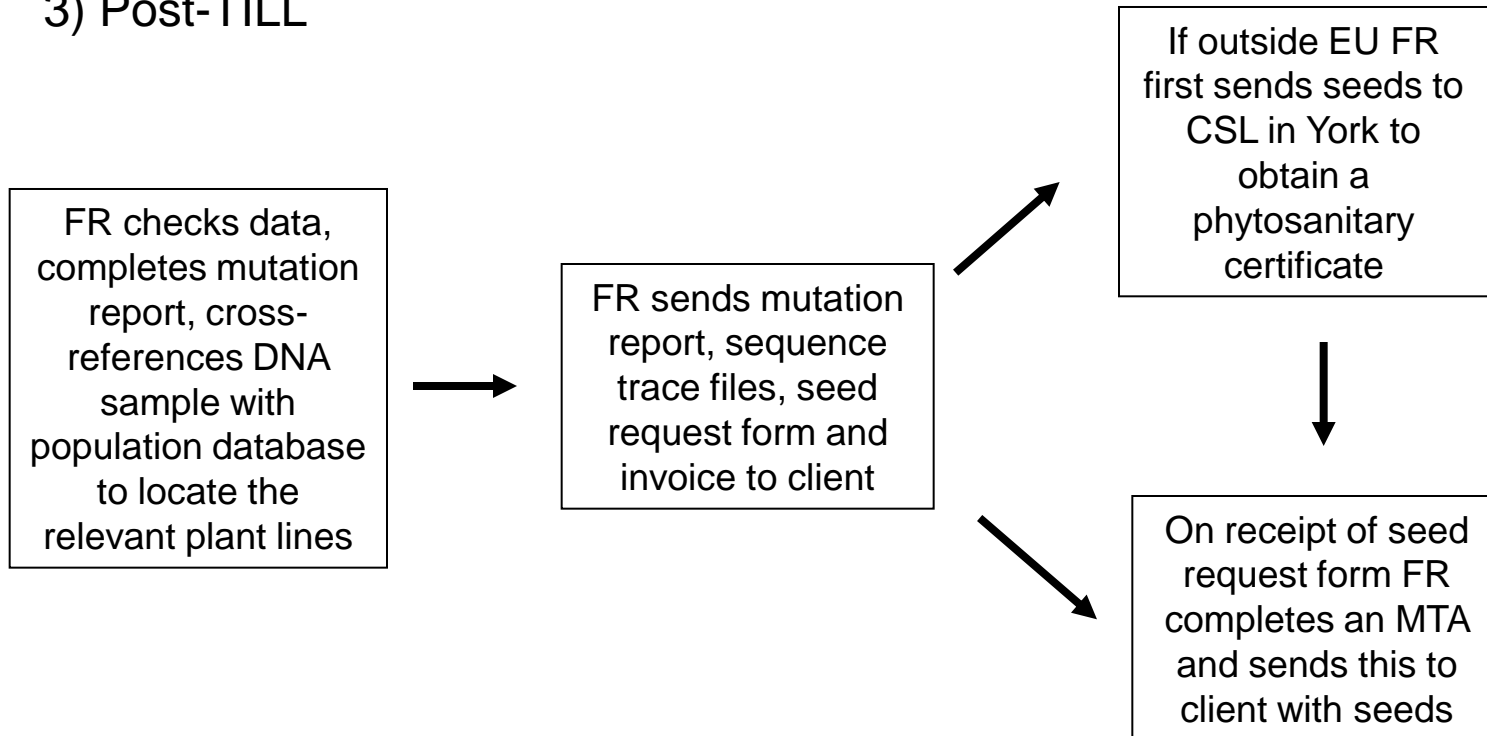 3) Post-TILL
FR checks data,
completes mutation
report, cross-
references DNA
sample with
population database
to locate the
relevant plant lines
FR sends mutation
report, sequence
trace files, seed
request form and
invoice to client
If outside EU FR
first sends seeds to
CSL in York to
obtain a
phytosanitary
certificate
On receipt of seed
request form FR
completes an MTA
and sends this to
client with seeds